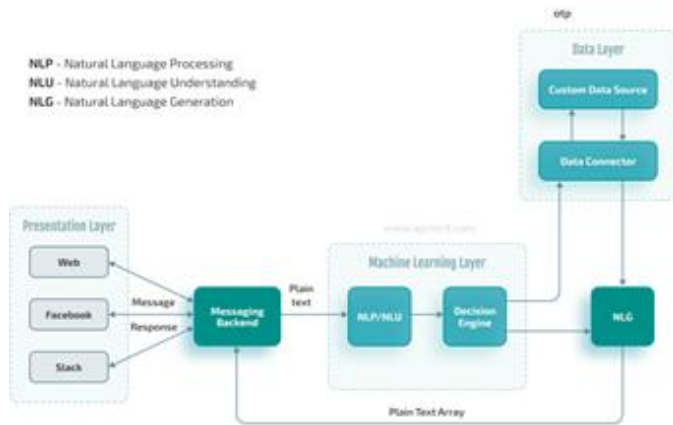 otp
Data Layer
NLP - Natural Language Processing
NLU - Natural Language Understanding
NLG - Natural Language Generation
Custom Data Source
Data Connector
Presentation Layer
Machine Learning Layer
Web
Message
Facebook
Response
Slack
Messaging
Backend
Plain
text
NLP/NLU
Decision
Engine
NLG
Plain Text Array